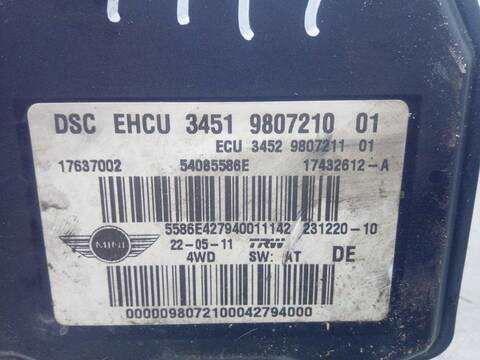 DSC EHCU 3451 9807210 01
ECU 3452 9807211 01
17637002 54085586E 17432612-A
5586E427940011142 231220-10
MINI 22-05-11 TRW DE
4WD SW: AT
0000098072100042794000